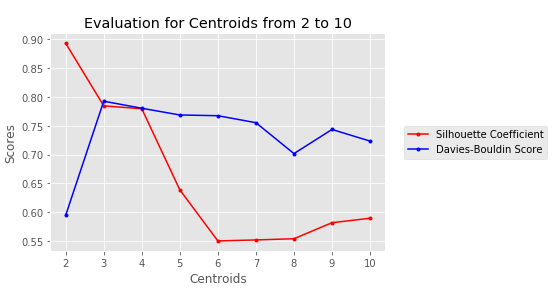 Evaluation for Centroids from 2 to 10
0.90
0.85
0.80
0.75
0.70
0.65
0.60
0.55
Scores
2 3 4 5 6 7 8 9 10
Centroids
Silhouette Coefficient
Davies-Bouldin Score